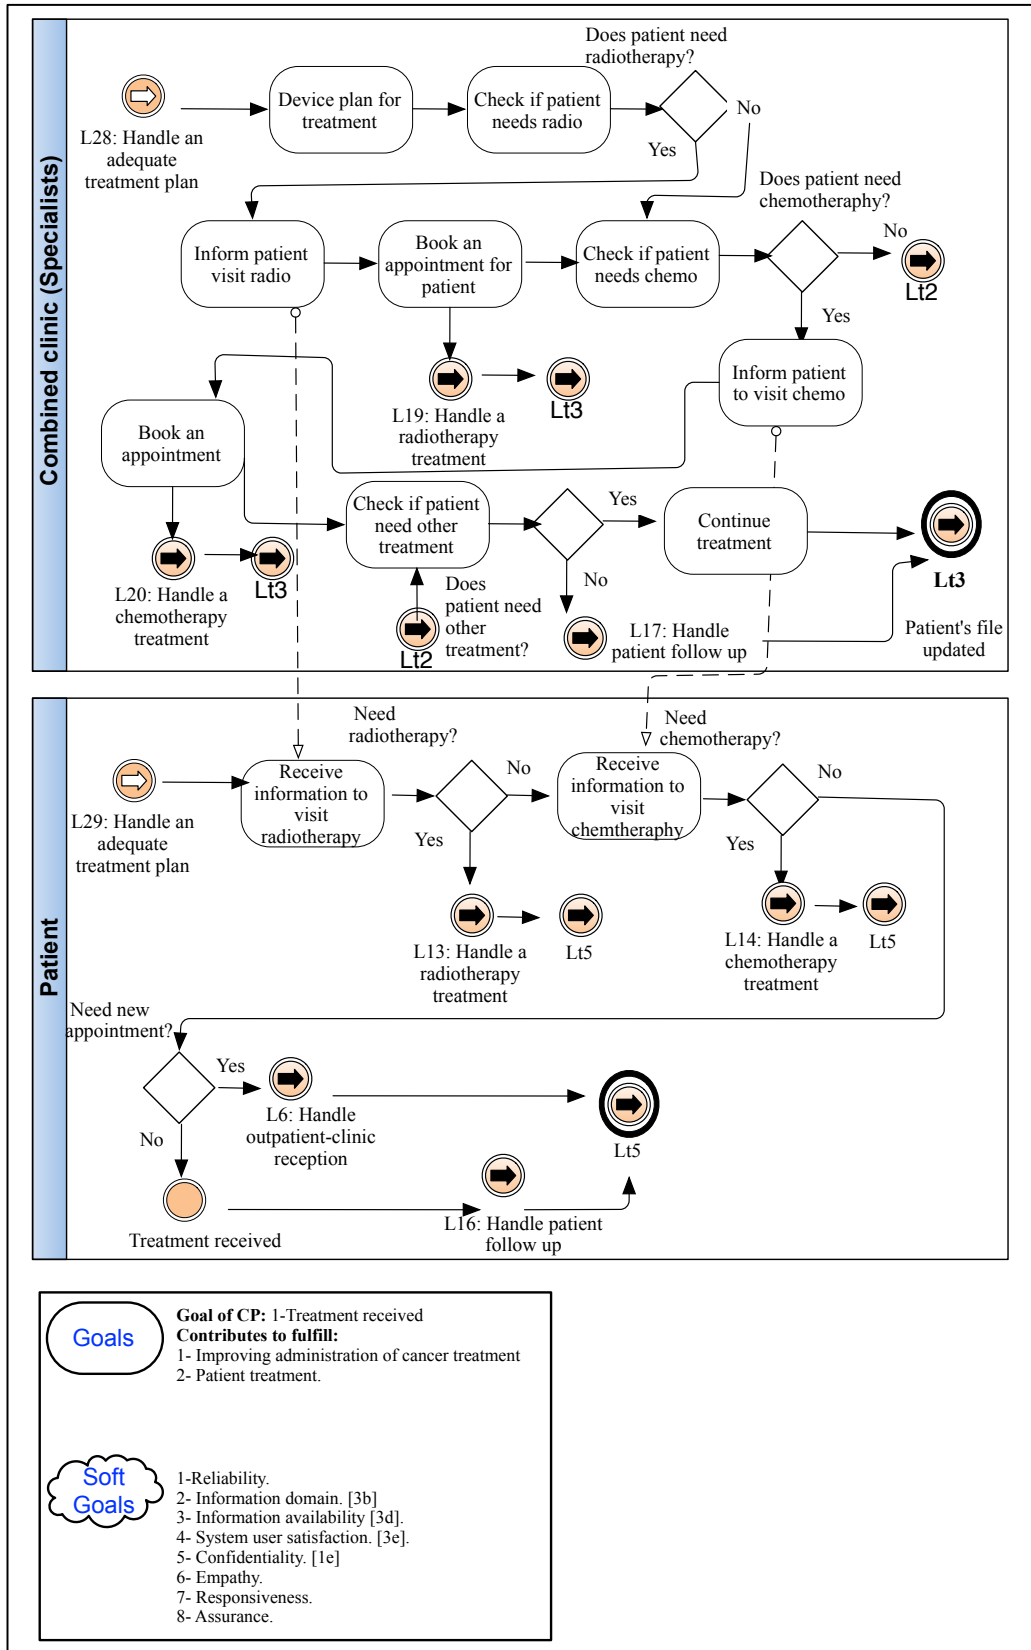 Combined clinic (Specialists)
Does patient need
radiotherapy?
L28: Handle an
adequate
treatment plan
Device plan for
treatment
Check if patient
needs radio
No
Yes
Does patient need
chemotheraphy?
Inform patient
visit radio
Book an
appointment for
patient
Check if patient
needs chemo
No
Lt2
Yes
Inform patient
to visit chemo
L19: Handle a
radiotherapy
treatment
Lt3
Book an
appointment
Check if patient
need other
treatment
Yes
Continue
treatment
Lt3
L20: Handle a
chemotherapy
treatment
Lt3
Does
patient need
other
treatment?
Lt2
No
L17: Handle
patient follow up
Patient's file
updated
Patient
Need
radiotherapy?
Need
chemotherapy?
L29: Handle an
adequate
treatment plan
Receive
information to
visit
radiotherapy
No
Yes
Receive
information to
visit
chemtheraphy
No
Yes
L13: Handle a
radiotherapy
treatment
Lt5
L14: Handle a
chemotherapy
treatment
Lt5
Need new
appointment?
Yes
No
L6: Handle
outpatient-clinic
reception
Lt5
Treatment received
L16: Handle patient
follow up
Goals
Goal of CP: 1-Treatment received
Contributes to fulfill:
1- Improving administration of cancer treatment
2- Patient treatment.
Soft
Goals
1-Reliability.
2- Information domain. [3b]
3- Information availability [3d].
4- System user satisfaction. [3e].
5- Confidentiality. [1e]
6- Empathy.
7- Responsiveness.
8- Assurance.